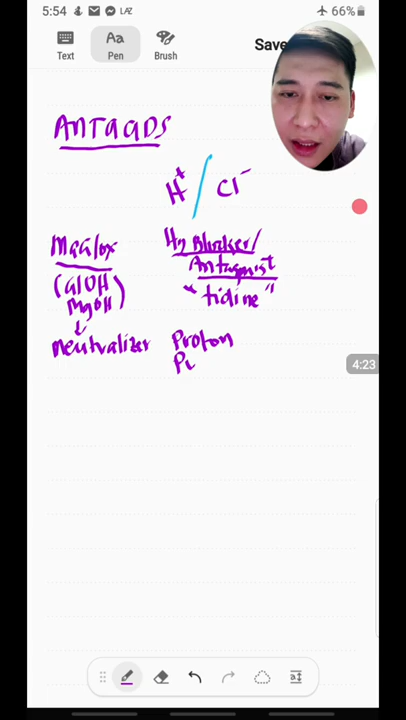 5:54 LAZ 66%
Text Pen Brush Save
ANTACIDS
H+ / Cl-
Maalox
(AlOH
MgOH)
↓
neutralizer
H2 Blocker/
Antagonist
"tidine"
Proton
Pu
4:23